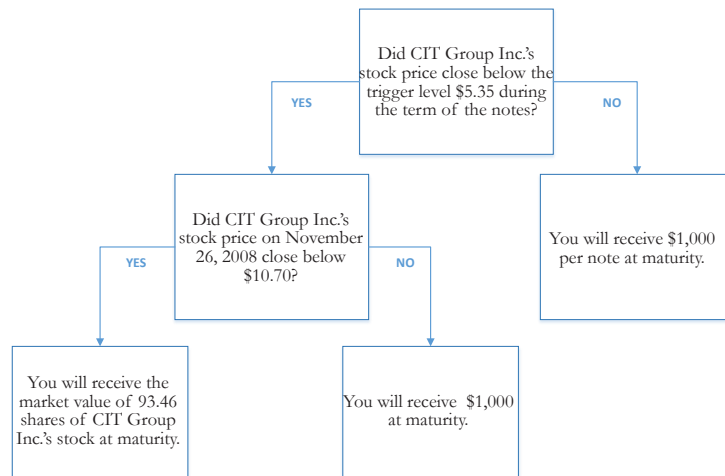 Did CIT Group Inc.'s
stock price close below the
trigger level $5.35 during
the term of the notes?
YES
NO
Did CIT Group Inc.'s
stock price on November
26, 2008 close below
$10.70?
You will receive $1,000
per note at maturity.
YES
NO
You will receive the
market value of 93.46
shares of CIT Group
Inc.'s stock at maturity.
You will receive $1,000
at maturity.